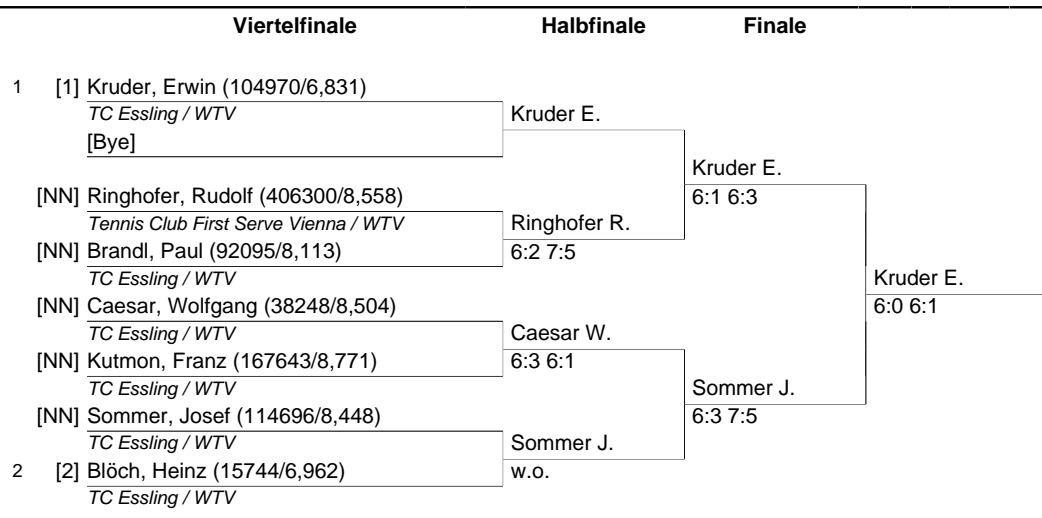 Viertelfinale Halbfinale Finale
1 [1] Kruder, Erwin (104970/6,831)
TC Essling / WTV Kruder E.
[Bye]
Kruder E.
[NN] Ringhofer, Rudolf (406300/8,558) 6:1 6:3
Tennis Club First Serve Vienna / WTV Ringhofer R.
[NN] Brandl, Paul (92095/8,113) 6:2 7:5
TC Essling / WTV Kruder E.
[NN] Caesar, Wolfgang (38248/8,504) 6:0 6:1
TC Essling / WTV Caesar W.
[NN] Kutmon, Franz (167643/8,771) 6:3 6:1
TC Essling / WTV Sommer J.
[NN] Sommer, Josef (114696/8,448) 6:3 7:5
TC Essling / WTV Sommer J.
2 [2] Blöch, Heinz (15744/6,962) w.o.
TC Essling / WTV